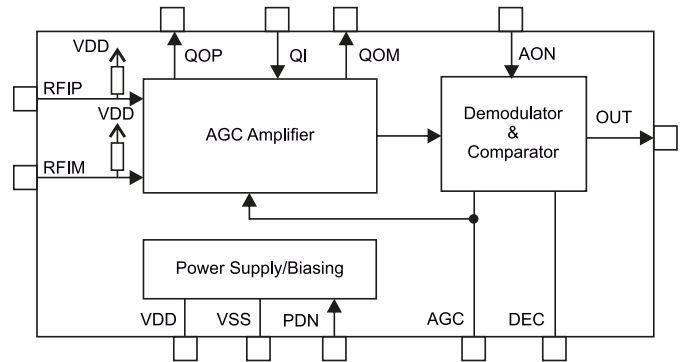 VDD
QOP
QI
QOM
AON
RFIP
VDD
AGC Amplifier
Demodulator
&
Comparator
OUT
RFIM
Power Supply/Biasing
VDD
VSS
PDN
AGC
DEC